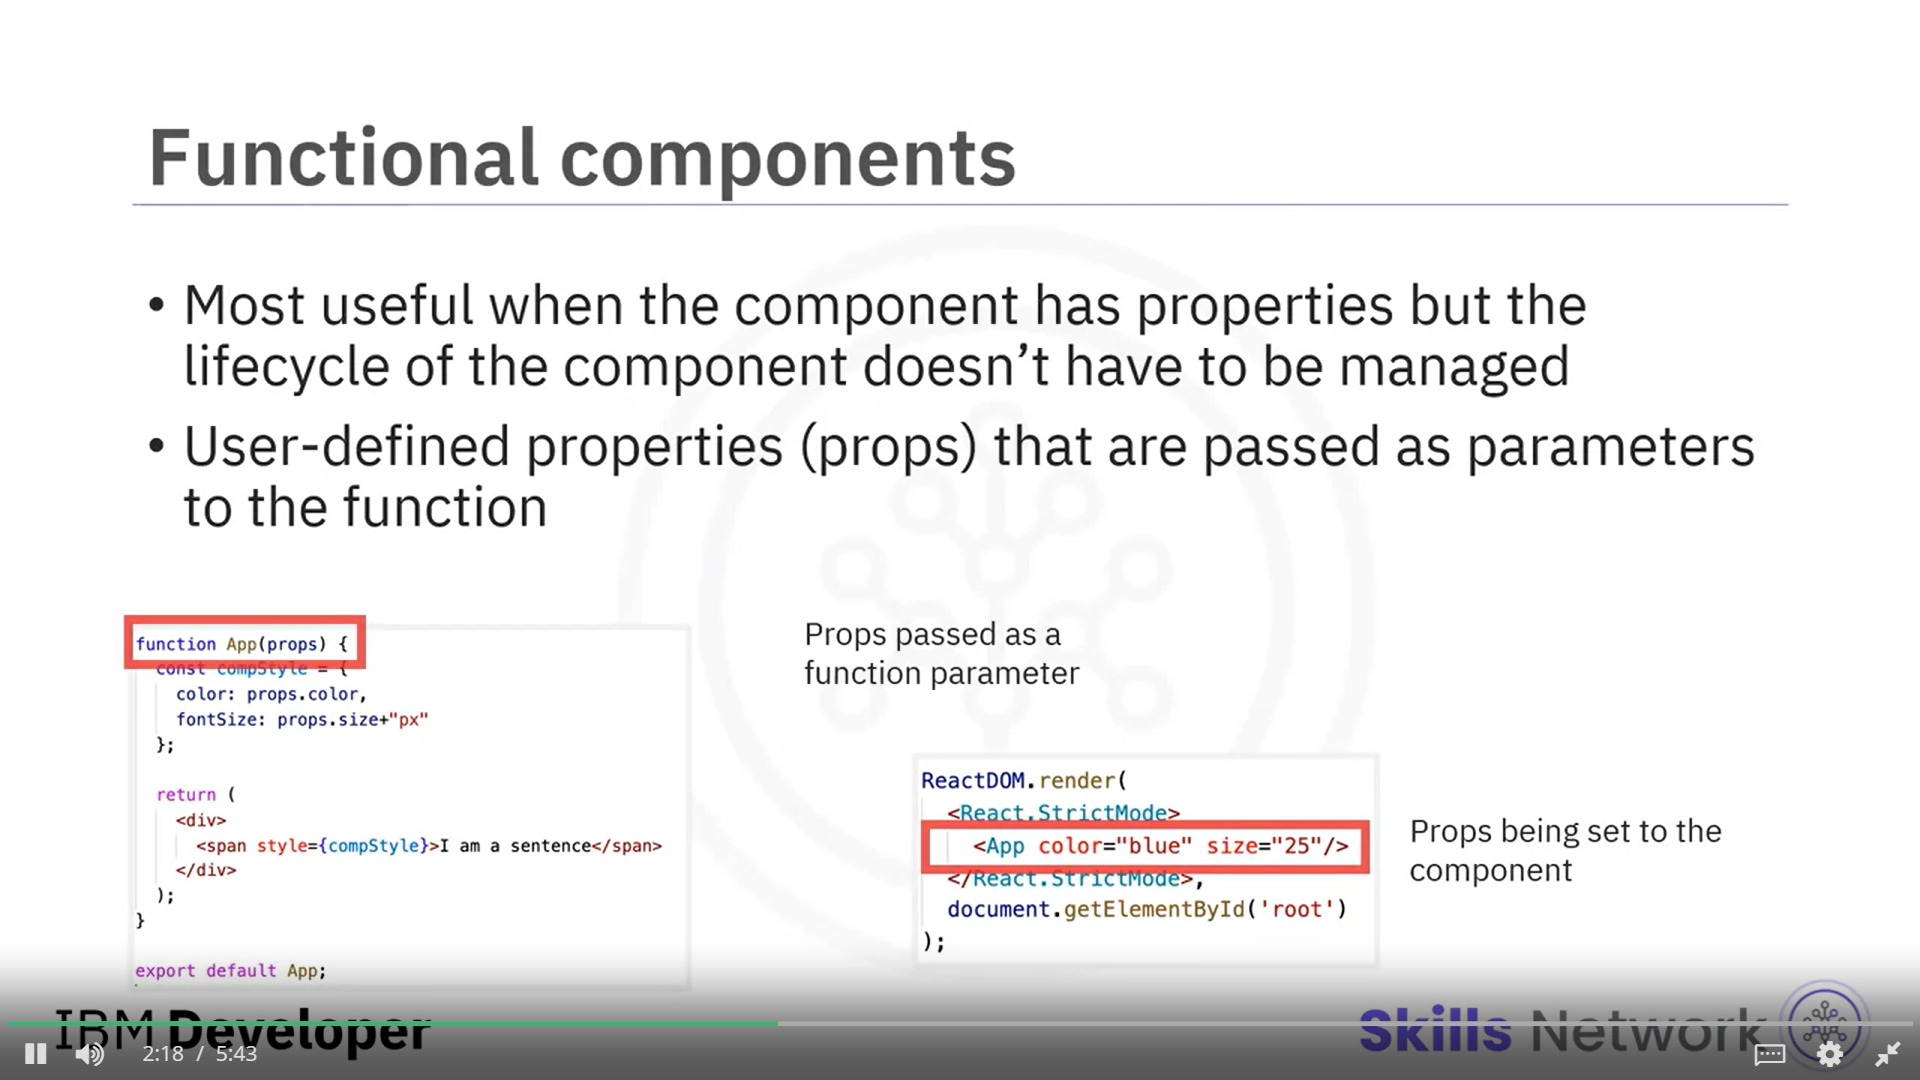 Functional components
• Most useful when the component has properties but the
lifecycle of the component doesn’t have to be managed
• User-defined properties (props) that are passed as parameters
to the function
function App(props) {
const compStyle = {
color: props.color,
fontSize: props.size+"px"
};
return (
<div>
<span style={compStyle}>I am a sentence</span>
</div>
);
}
export default App;
Props passed as a
function parameter
ReactDOM.render(
<React.StrictMode>
<App color="blue" size="25"/>
</React.StrictMode>,
document.getElementById('root')
);
Props being set to the
component
IBM Developer
Skills Network
2:18 / 5:43